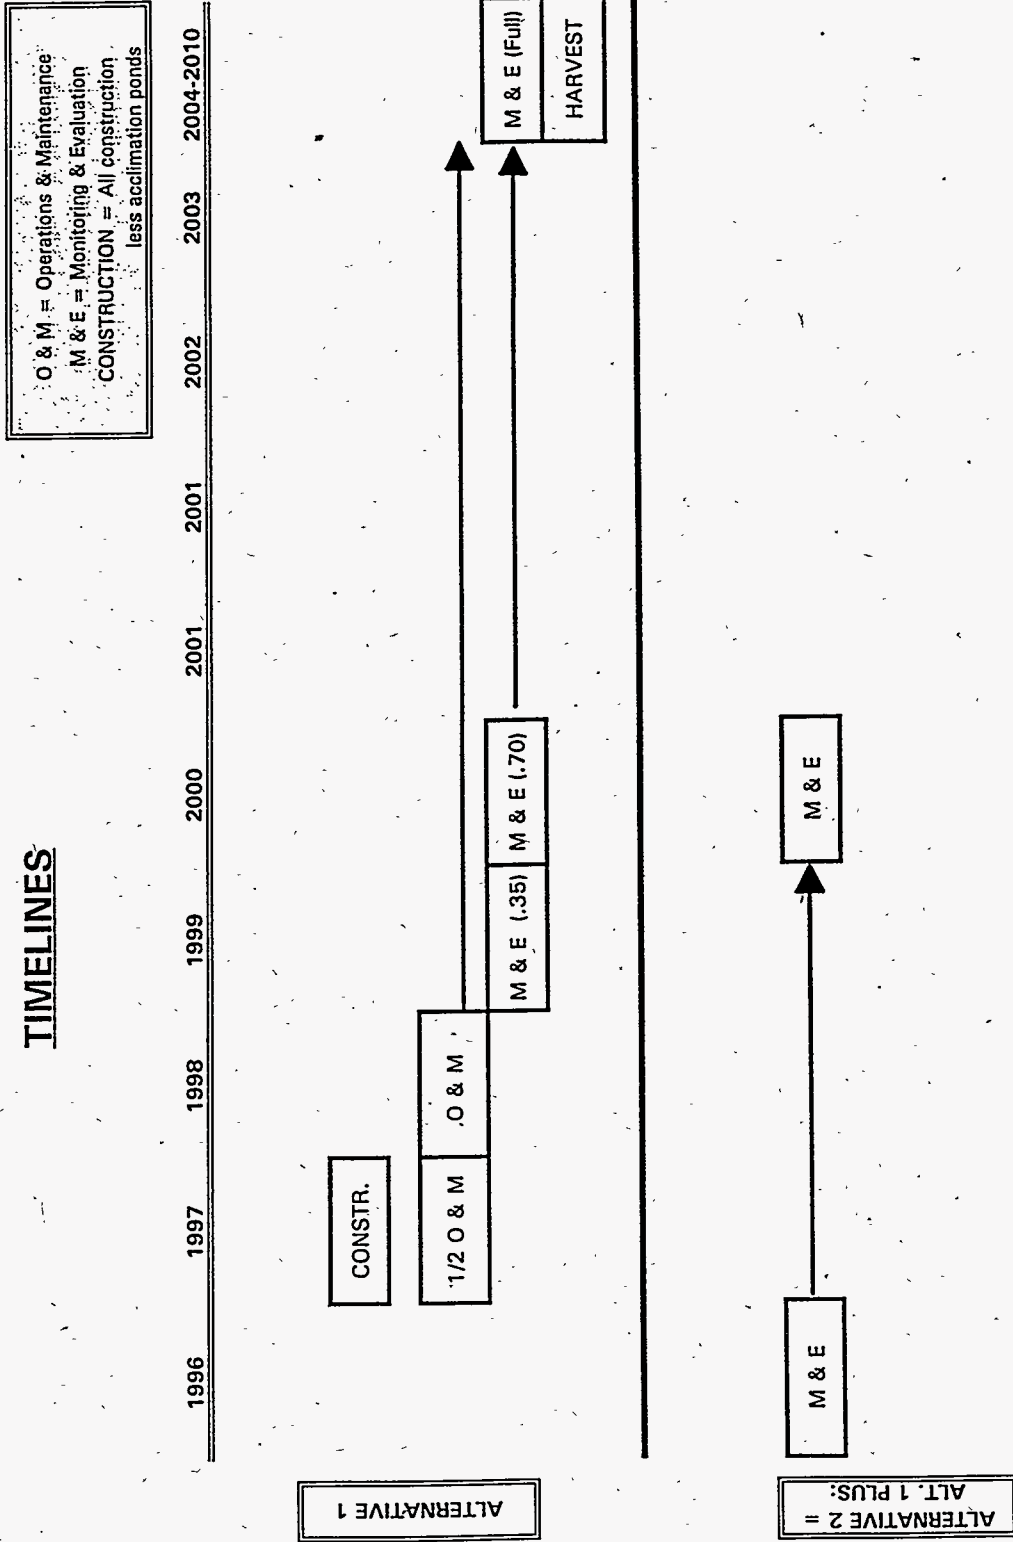 TIMELINES
O & M = Operations & Maintenance
M & E = Monitoring & Evaluation
CONSTRUCTION = All construction
less acclimation ponds
1996 1997 1998 1999 2000 2001 2001 2002 2003 2004-2010
ALTERNATIVE 1
CONSTR.
1/2 O & M
O & M
M & E (.35)
M & E (.70)
M & E (Full)
HARVEST
ALTERNATIVE 2 =
ALT. 1 PLUS:
M & E
M & E